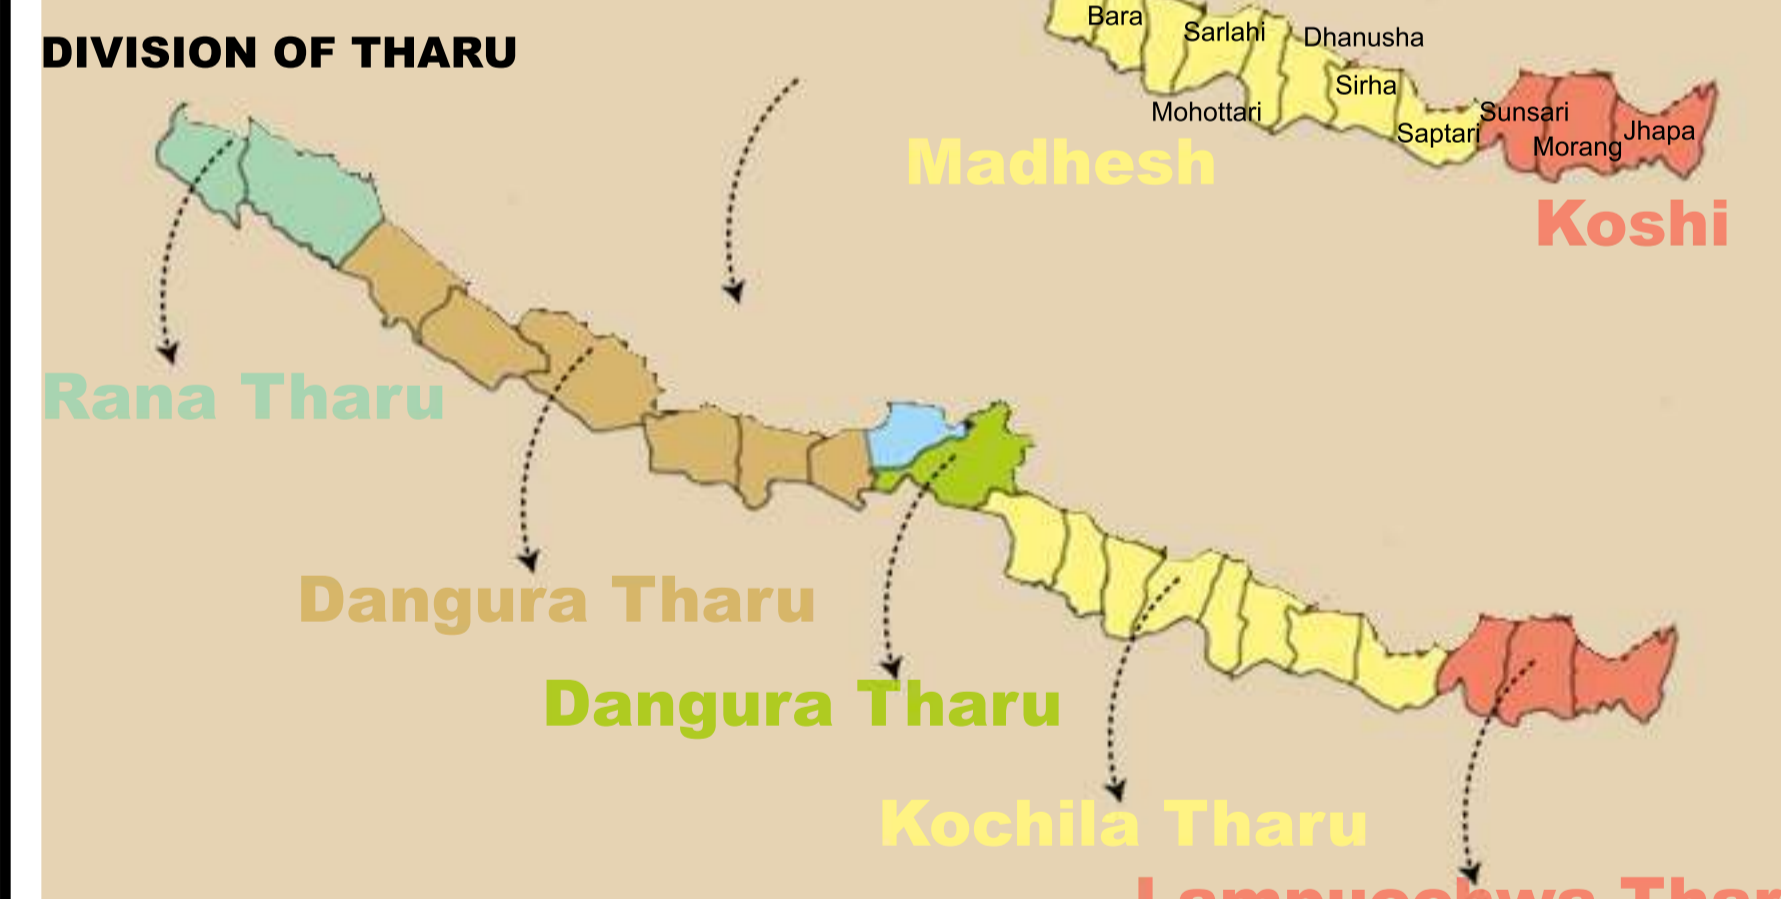 DIVISION OF THARU
Bara
Sarlahi
Dhanusha
Sirha
Mohottari
Saptari
Sunsari
Morang
Jhapa
Madhesh
Koshi
Rana Tharu
Dangura Tharu
Dangura Tharu
Kochila Tharu